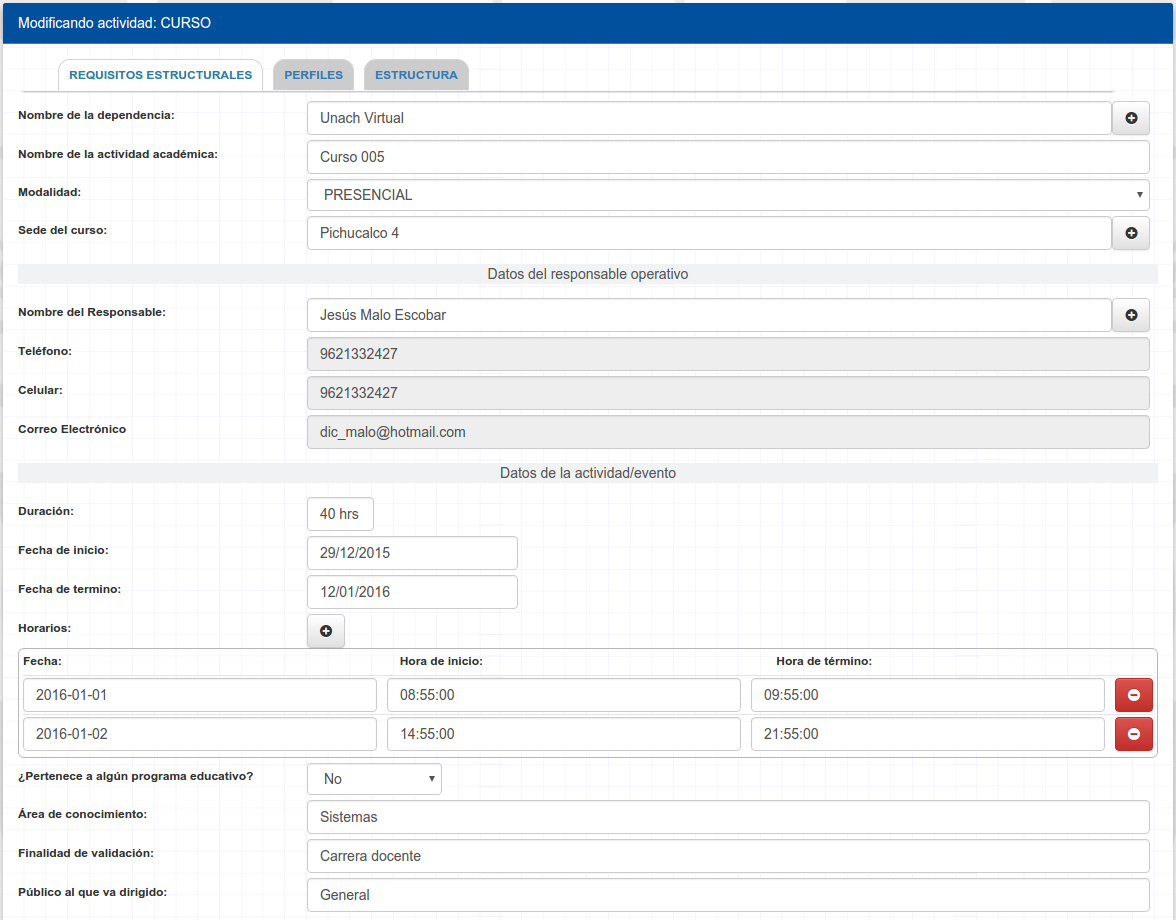 Modificando actividad: CURSO
REQUISITOS ESTRUCTURALES PERFILES ESTRUCTURA
Nombre de la dependencia: Unach Virtual
Nombre de la actividad académica: Curso 005
Modalidad: PRESENCIAL
Sede del curso: Pichucalco 4
Datos del responsable operativo
Nombre del Responsable: Jesús Malo Escobar
Teléfono: 9621332427
Celular: 9621332427
Correo Electrónico dic_malo@hotmail.com
Datos de la actividad/evento
Duración: 40 hrs
Fecha de inicio: 29/12/2015
Fecha de termino: 12/01/2016
Horarios:
Fecha: Hora de inicio: Hora de término:
2016-01-01 08:55:00 09:55:00
2016-01-02 14:55:00 21:55:00
¿Pertenece a algún programa educativo? No
Área de conocimiento: Sistemas
Finalidad de validación: Carrera docente
Público al que va dirigido: General